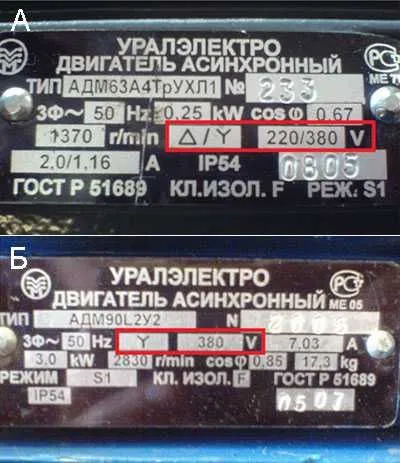 А
УРАЛЭЛЕКТРО
ДВИГАТЕЛЬ АСИНХРОННЫЙ
ТИП АДМ63А4ТрУХЛ1 № 233
3Ф~ 50 Hz 0,25 kW cosφ 0,67
1370 r/min Δ / Y 220/380 V
2,0/1,16 A IP54 0805
ГОСТ Р 51689 КЛ.ИЗОЛ. F РЕЖ. S1
Б
УРАЛЭЛЕКТРО
ДВИГАТЕЛЬ АСИНХРОННЫЙ МЕ 05
ТИП АДМ90L2У2 N
3Ф~ 50 Hz Y 380 V 7,03 A
3,0 kW 2830 r/min cosφ 0,85 17,3 kg
РЕЖИМ S1 КЛ. ИЗОЛ. F ГОСТ Р 51689
IP54 0507